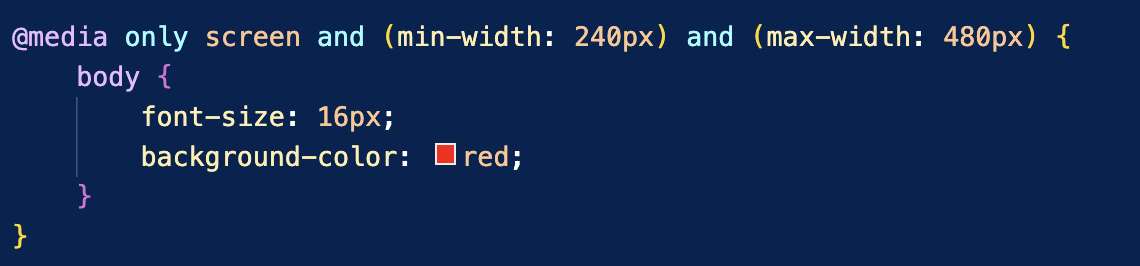 @media only screen and (min-width: 240px) and (max-width: 480px) {
    body {
        font-size: 16px;
        background-color: red;
    }
}